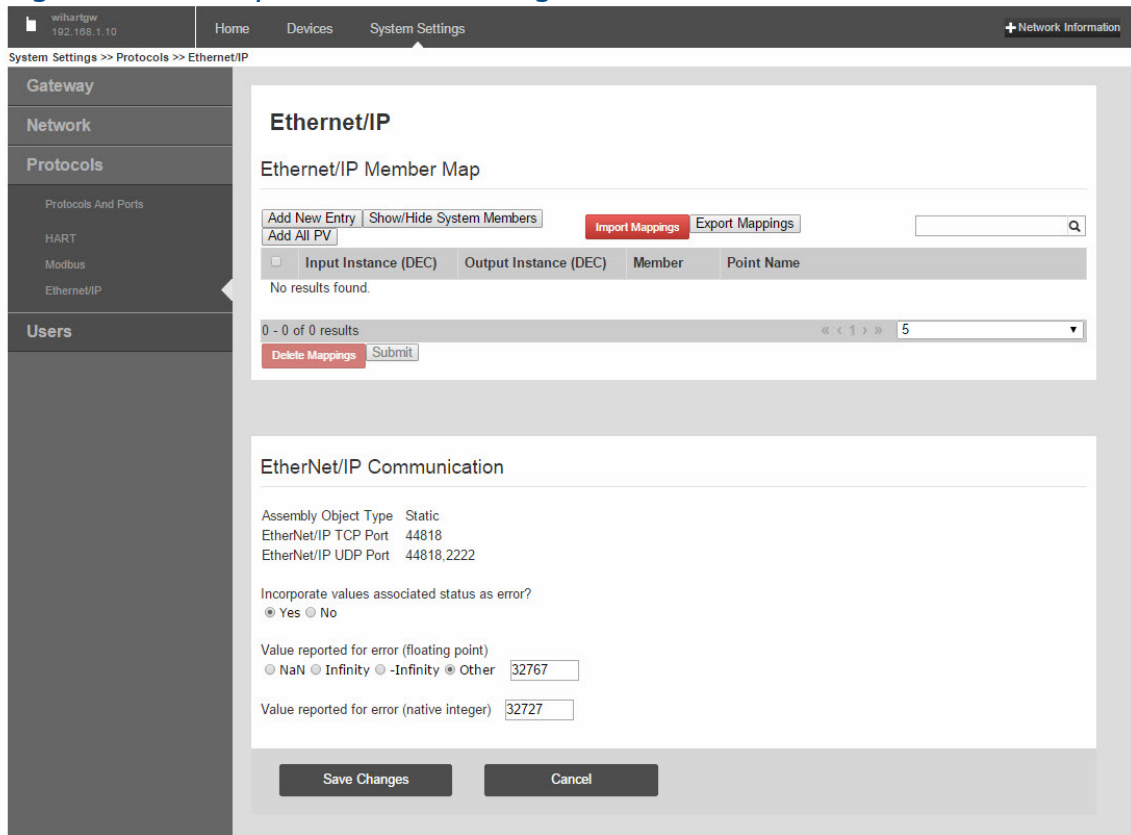 wihartgw
192.168.1.10
Home Devices System Settings
Network Information
System Settings >> Protocols >> Ethernet/IP
Gateway
Network
Protocols
Protocols And Ports
HART
Modbus
Ethernet/IP
Users
Ethernet/IP
Ethernet/IP Member Map
Add New Entry Show/Hide System Members
Add All PV
Import Mappings Export Mappings
Input Instance (DEC) Output Instance (DEC) Member Point Name
No results found.
0 - 0 of 0 results « ‹ 1 › » 5
Delete Mappings Submit
EtherNet/IP Communication
Assembly Object Type Static
EtherNet/IP TCP Port 44818
EtherNet/IP UDP Port 44818,2222
Incorporate values associated status as error?
Yes No
Value reported for error (floating point)
NaN Infinity -Infinity Other 32767
Value reported for error (native integer) 32727
Save Changes Cancel